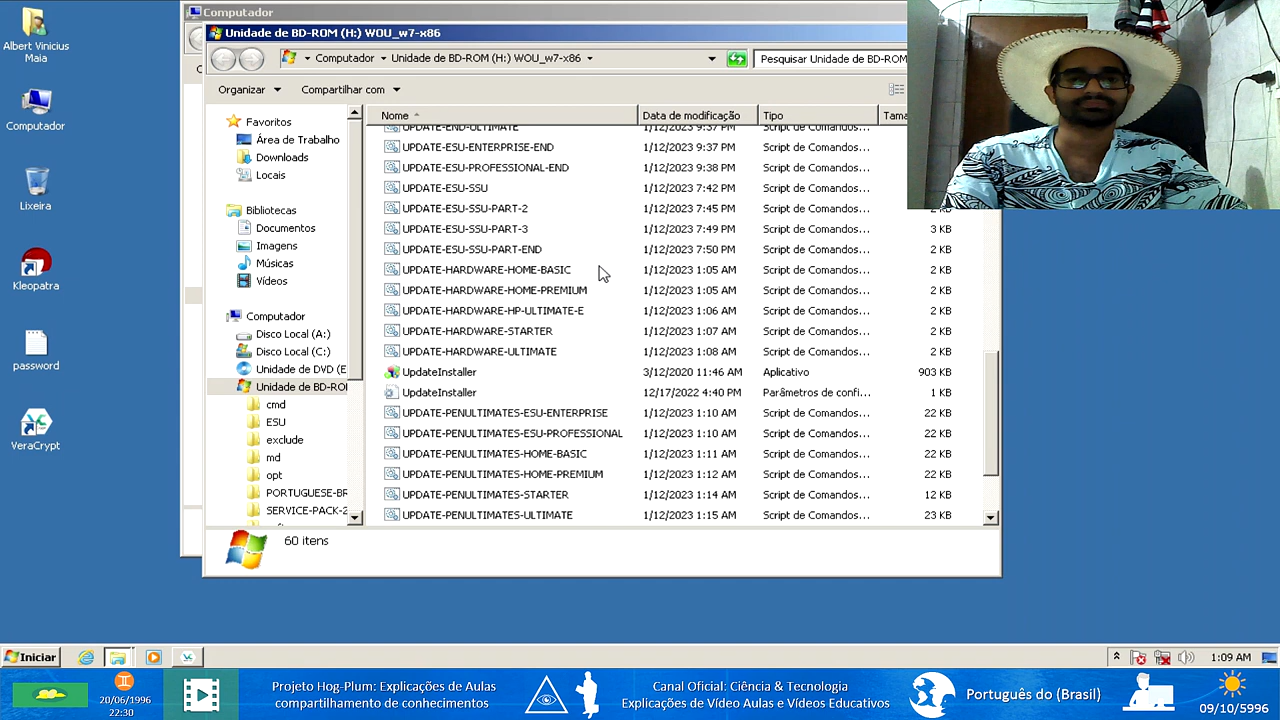 Albert Vinicius
Maia
Computador
Lixeira
Kleopatra
password
VeraCrypt
Computador
Unidade de BD-ROM (H:) WOU_w7-x86
Computador
Unidade de BD-ROM (H:) WOU_w7-x86
Pesquisar Unidade de BD-ROM
Organizar
Compartilhar com
Favoritos
Área de Trabalho
Downloads
Locais
Bibliotecas
Documentos
Imagens
Músicas
Vídeos
Computador
Disco Local (A:)
Disco Local (C:)
Unidade de DVD (E
Unidade de BD-RO
cmd
ESU
exclude
md
opt
PORTUGUESE-BR
SERVICE-PACK-2
Nome Data de modificação Tipo Tama
UPDATE-END-ULTIMATE 1/12/2023 9:37 PM Script de Comandos...
UPDATE-ESU-ENTERPRISE-END 1/12/2023 9:37 PM Script de Comandos...
UPDATE-ESU-PROFESSIONAL-END 1/12/2023 9:38 PM Script de Comandos...
UPDATE-ESU-SSU 1/12/2023 7:42 PM Script de Comandos...
UPDATE-ESU-SSU-PART-2 1/12/2023 7:45 PM Script de Comandos...
UPDATE-ESU-SSU-PART-3 1/12/2023 7:49 PM Script de Comandos... 3 KB
UPDATE-ESU-SSU-PART-END 1/12/2023 7:50 PM Script de Comandos... 2 KB
UPDATE-HARDWARE-HOME-BASIC 1/12/2023 1:05 AM Script de Comandos... 2 KB
UPDATE-HARDWARE-HOME-PREMIUM 1/12/2023 1:05 AM Script de Comandos... 2 KB
UPDATE-HARDWARE-HP-ULTIMATE-E 1/12/2023 1:06 AM Script de Comandos... 2 KB
UPDATE-HARDWARE-STARTER 1/12/2023 1:07 AM Script de Comandos... 2 KB
UPDATE-HARDWARE-ULTIMATE 1/12/2023 1:08 AM Script de Comandos... 2 KB
UpdateInstaller 3/12/2020 11:46 AM Aplicativo 903 KB
UpdateInstaller 12/17/2022 4:40 PM Parâmetros de confi... 1 KB
UPDATE-PENULTIMATES-ESU-ENTERPRISE 1/12/2023 1:10 AM Script de Comandos... 22 KB
UPDATE-PENULTIMATES-ESU-PROFESSIONAL 1/12/2023 1:10 AM Script de Comandos... 22 KB
UPDATE-PENULTIMATES-HOME-BASIC 1/12/2023 1:11 AM Script de Comandos... 22 KB
UPDATE-PENULTIMATES-HOME-PREMIUM 1/12/2023 1:12 AM Script de Comandos... 22 KB
UPDATE-PENULTIMATES-STARTER 1/12/2023 1:14 AM Script de Comandos... 12 KB
UPDATE-PENULTIMATES-ULTIMATE 1/12/2023 1:15 AM Script de Comandos... 23 KB
60 itens
Iniciar
1:09 AM
20/06/1996
22:30
Projeto Hog-Plum: Explicações de Aulas
compartilhamento de conhecimentos
Canal Oficial: Ciência & Tecnologia
Explicações de Vídeo Aulas e Vídeos Educativos
Português do (Brasil)
09/10/5996